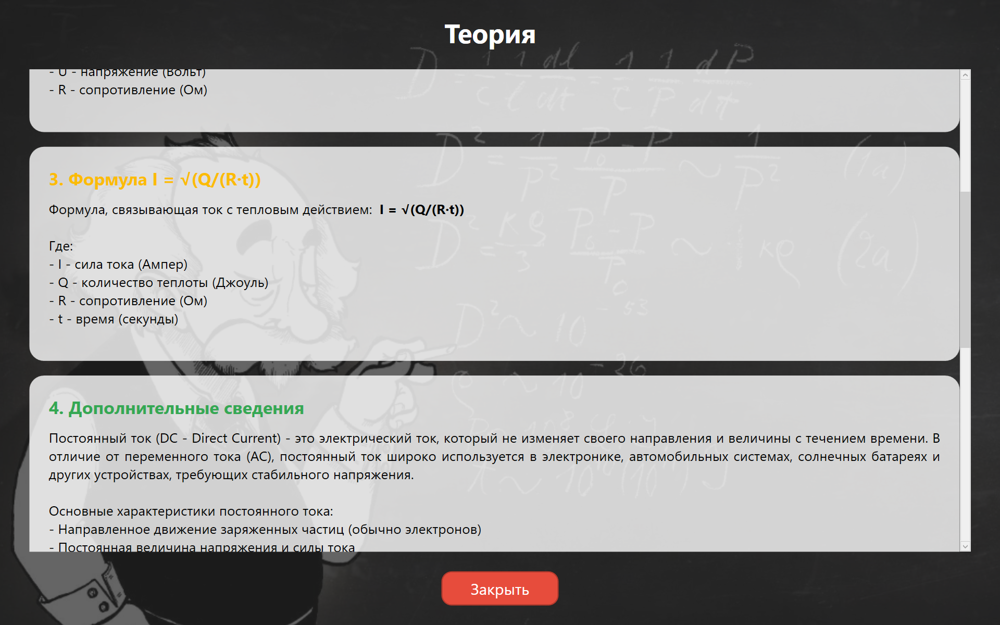 Теория
- U - напряжение (Вольт)
- R - сопротивление (Ом)
3. Формула I = √(Q/(R·t))
Формула, связывающая ток с тепловым действием: I = √(Q/(R·t))
Где:
- I - сила тока (Ампер)
- Q - количество теплоты (Джоуль)
- R - сопротивление (Ом)
- t - время (секунды)
4. Дополнительные сведения
Постоянный ток (DC - Direct Current) - это электрический ток, который не изменяет своего направления и величины с течением времени. В
отличие от переменного тока (AC), постоянный ток широко используется в электронике, автомобильных системах, солнечных батареях и
других устройствах, требующих стабильного напряжения.
Основные характеристики постоянного тока:
- Направленное движение заряженных частиц (обычно электронов)
- Постоянная величина напряжения и силы тока
Закрыть